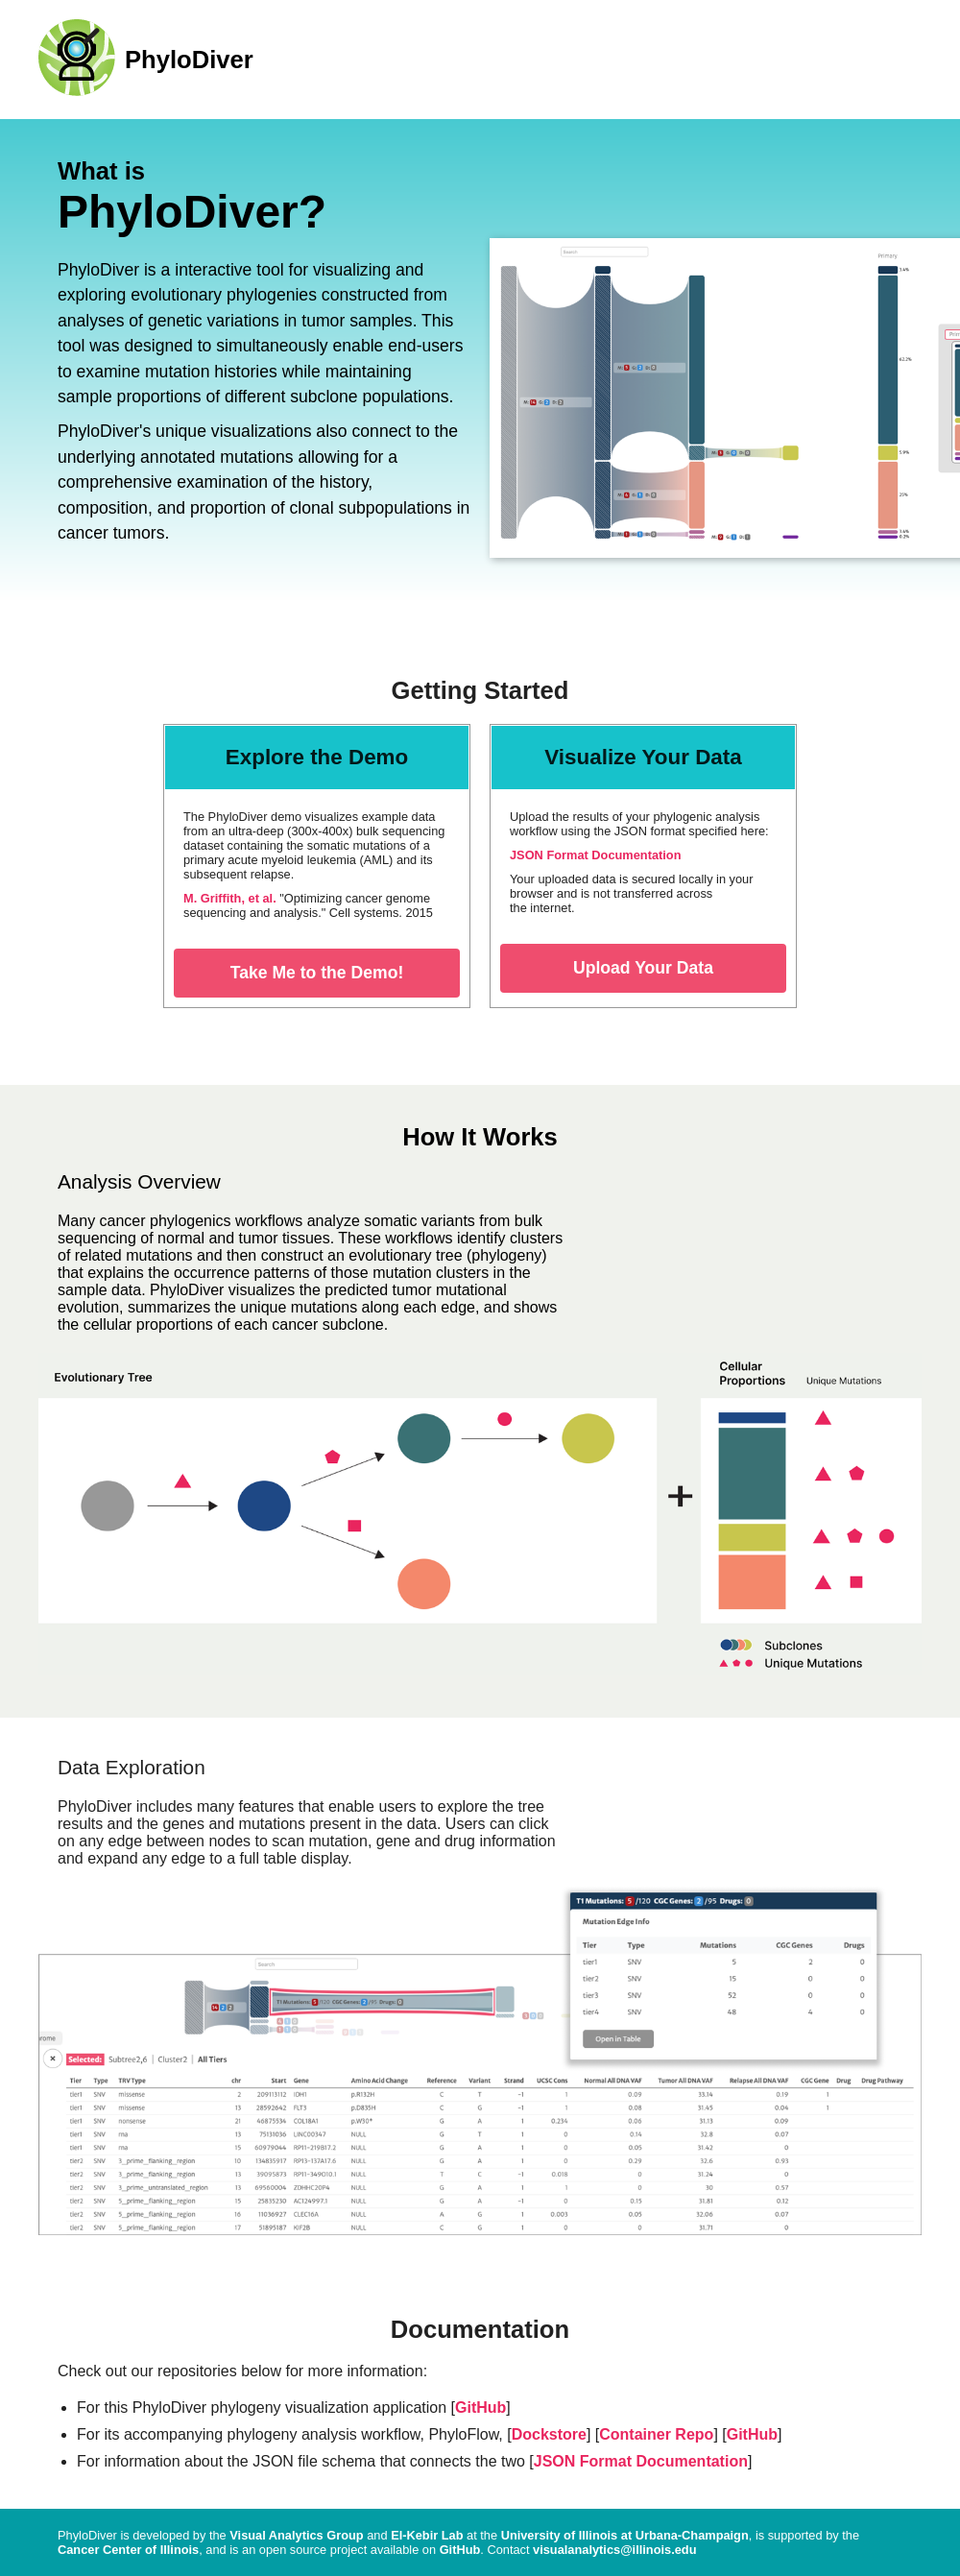 PhyloDiver
What is
PhyloDiver?
PhyloDiver is a interactive tool for visualizing and
exploring evolutionary phylogenies constructed from
analyses of genetic variations in tumor samples. This
tool was designed to simultaneously enable end-users
to examine mutation histories while maintaining
sample proportions of different subclone populations.
PhyloDiver's unique visualizations also connect to the
underlying annotated mutations allowing for a
comprehensive examination of the history,
composition, and proportion of clonal subpopulations in
cancer tumors.
Search
Primary
Getting Started
Explore the Demo
The PhyloDiver demo visualizes example data
from an ultra-deep (300x-400x) bulk sequencing
dataset containing the somatic mutations of a
primary acute myeloid leukemia (AML) and its
subsequent relapse.
M. Griffith, et al. "Optimizing cancer genome
sequencing and analysis." Cell systems. 2015
Take Me to the Demo!
Visualize Your Data
Upload the results of your phylogenic analysis
workflow using the JSON format specified here:
JSON Format Documentation
Your uploaded data is secured locally in your
browser and is not transferred across
the internet.
Upload Your Data
How It Works
Analysis Overview
Many cancer phylogenics workflows analyze somatic variants from bulk
sequencing of normal and tumor tissues. These workflows identify clusters
of related mutations and then construct an evolutionary tree (phylogeny)
that explains the occurrence patterns of those mutation clusters in the
sample data. PhyloDiver visualizes the predicted tumor mutational
evolution, summarizes the unique mutations along each edge, and shows
the cellular proportions of each cancer subclone.
Evolutionary Tree
Cellular
Proportions Unique Mutations
+
Subclones
Unique Mutations
Data Exploration
PhyloDiver includes many features that enable users to explore the tree
results and the genes and mutations present in the data. Users can click
on any edge between nodes to scan mutation, gene and drug information
and expand any edge to a full table display.
T1 Mutations: 5 /120 CGC Genes: 2 /95 Drugs: 0
Mutation Edge Info
Tier Type Mutations CGC Genes Drugs
tier1 SNV 5 2 0
tier2 SNV 15 0 0
tier3 SNV 52 0 0
tier4 SNV 48 4 0
Open in Table
Search
T1 Mutations: 5 /120 CGC Genes: 2 /95 Drugs: 0
Selected: Subtree2,6 | Cluster2 | All Tiers
Tier Type TRV Type chr Start Gene Amino Acid Change Reference Variant Strand UCSC Cons Normal All DNA VAF Tumor All DNA VAF Relapse All DNA VAF CGC Gene Drug Drug Pathway
tier1 SNV missense 2 209113112 IDH1 p.R132H C T -1 1 0.09 33.14 0.19 1
tier1 SNV missense 13 28592642 FLT3 p.D835H C G -1 1 0.08 31.45 0.04 1
tier1 SNV nonsense 21 46875534 COL18A1 p.W50* G A 1 0.234 0.06 31.13 0.09
tier1 SNV rna 13 75131036 LINC00347 NULL G T 1 0 0.14 32.8 0.07
tier1 SNV rna 15 60979044 RP11-219B17.2 NULL G A 1 0 0.05 31.42 0
tier2 SNV 3_prime_flanking_region 10 134835917 RP13-137A17.6 NULL G A 1 0 0.29 32.6 0.93
tier2 SNV 3_prime_flanking_region 13 39095873 RP11-349O10.1 NULL T C -1 0.018 0 31.24 0
tier2 SNV 3_prime_untranslated_region 13 69560004 ZDHHC20P4 NULL G A 1 1 0 30 0.57
tier2 SNV 5_prime_flanking_region 15 25835230 AC124997.1 NULL G A -1 0 0.15 31.81 0.12
tier2 SNV 5_prime_flanking_region 16 11036927 CLEC16A NULL A G 1 0.003 0.05 32.06 0.07
tier2 SNV 5_prime_flanking_region 17 51895187 KIF2B NULL C G 1 0 0 31.71 0
Documentation
Check out our repositories below for more information:
• For this PhyloDiver phylogeny visualization application [GitHub]
• For its accompanying phylogeny analysis workflow, PhyloFlow, [Dockstore] [Container Repo] [GitHub]
• For information about the JSON file schema that connects the two [JSON Format Documentation]
PhyloDiver is developed by the Visual Analytics Group and El-Kebir Lab at the University of Illinois at Urbana-Champaign, is supported by the
Cancer Center of Illinois, and is an open source project available on GitHub. Contact visualanalytics@illinois.edu